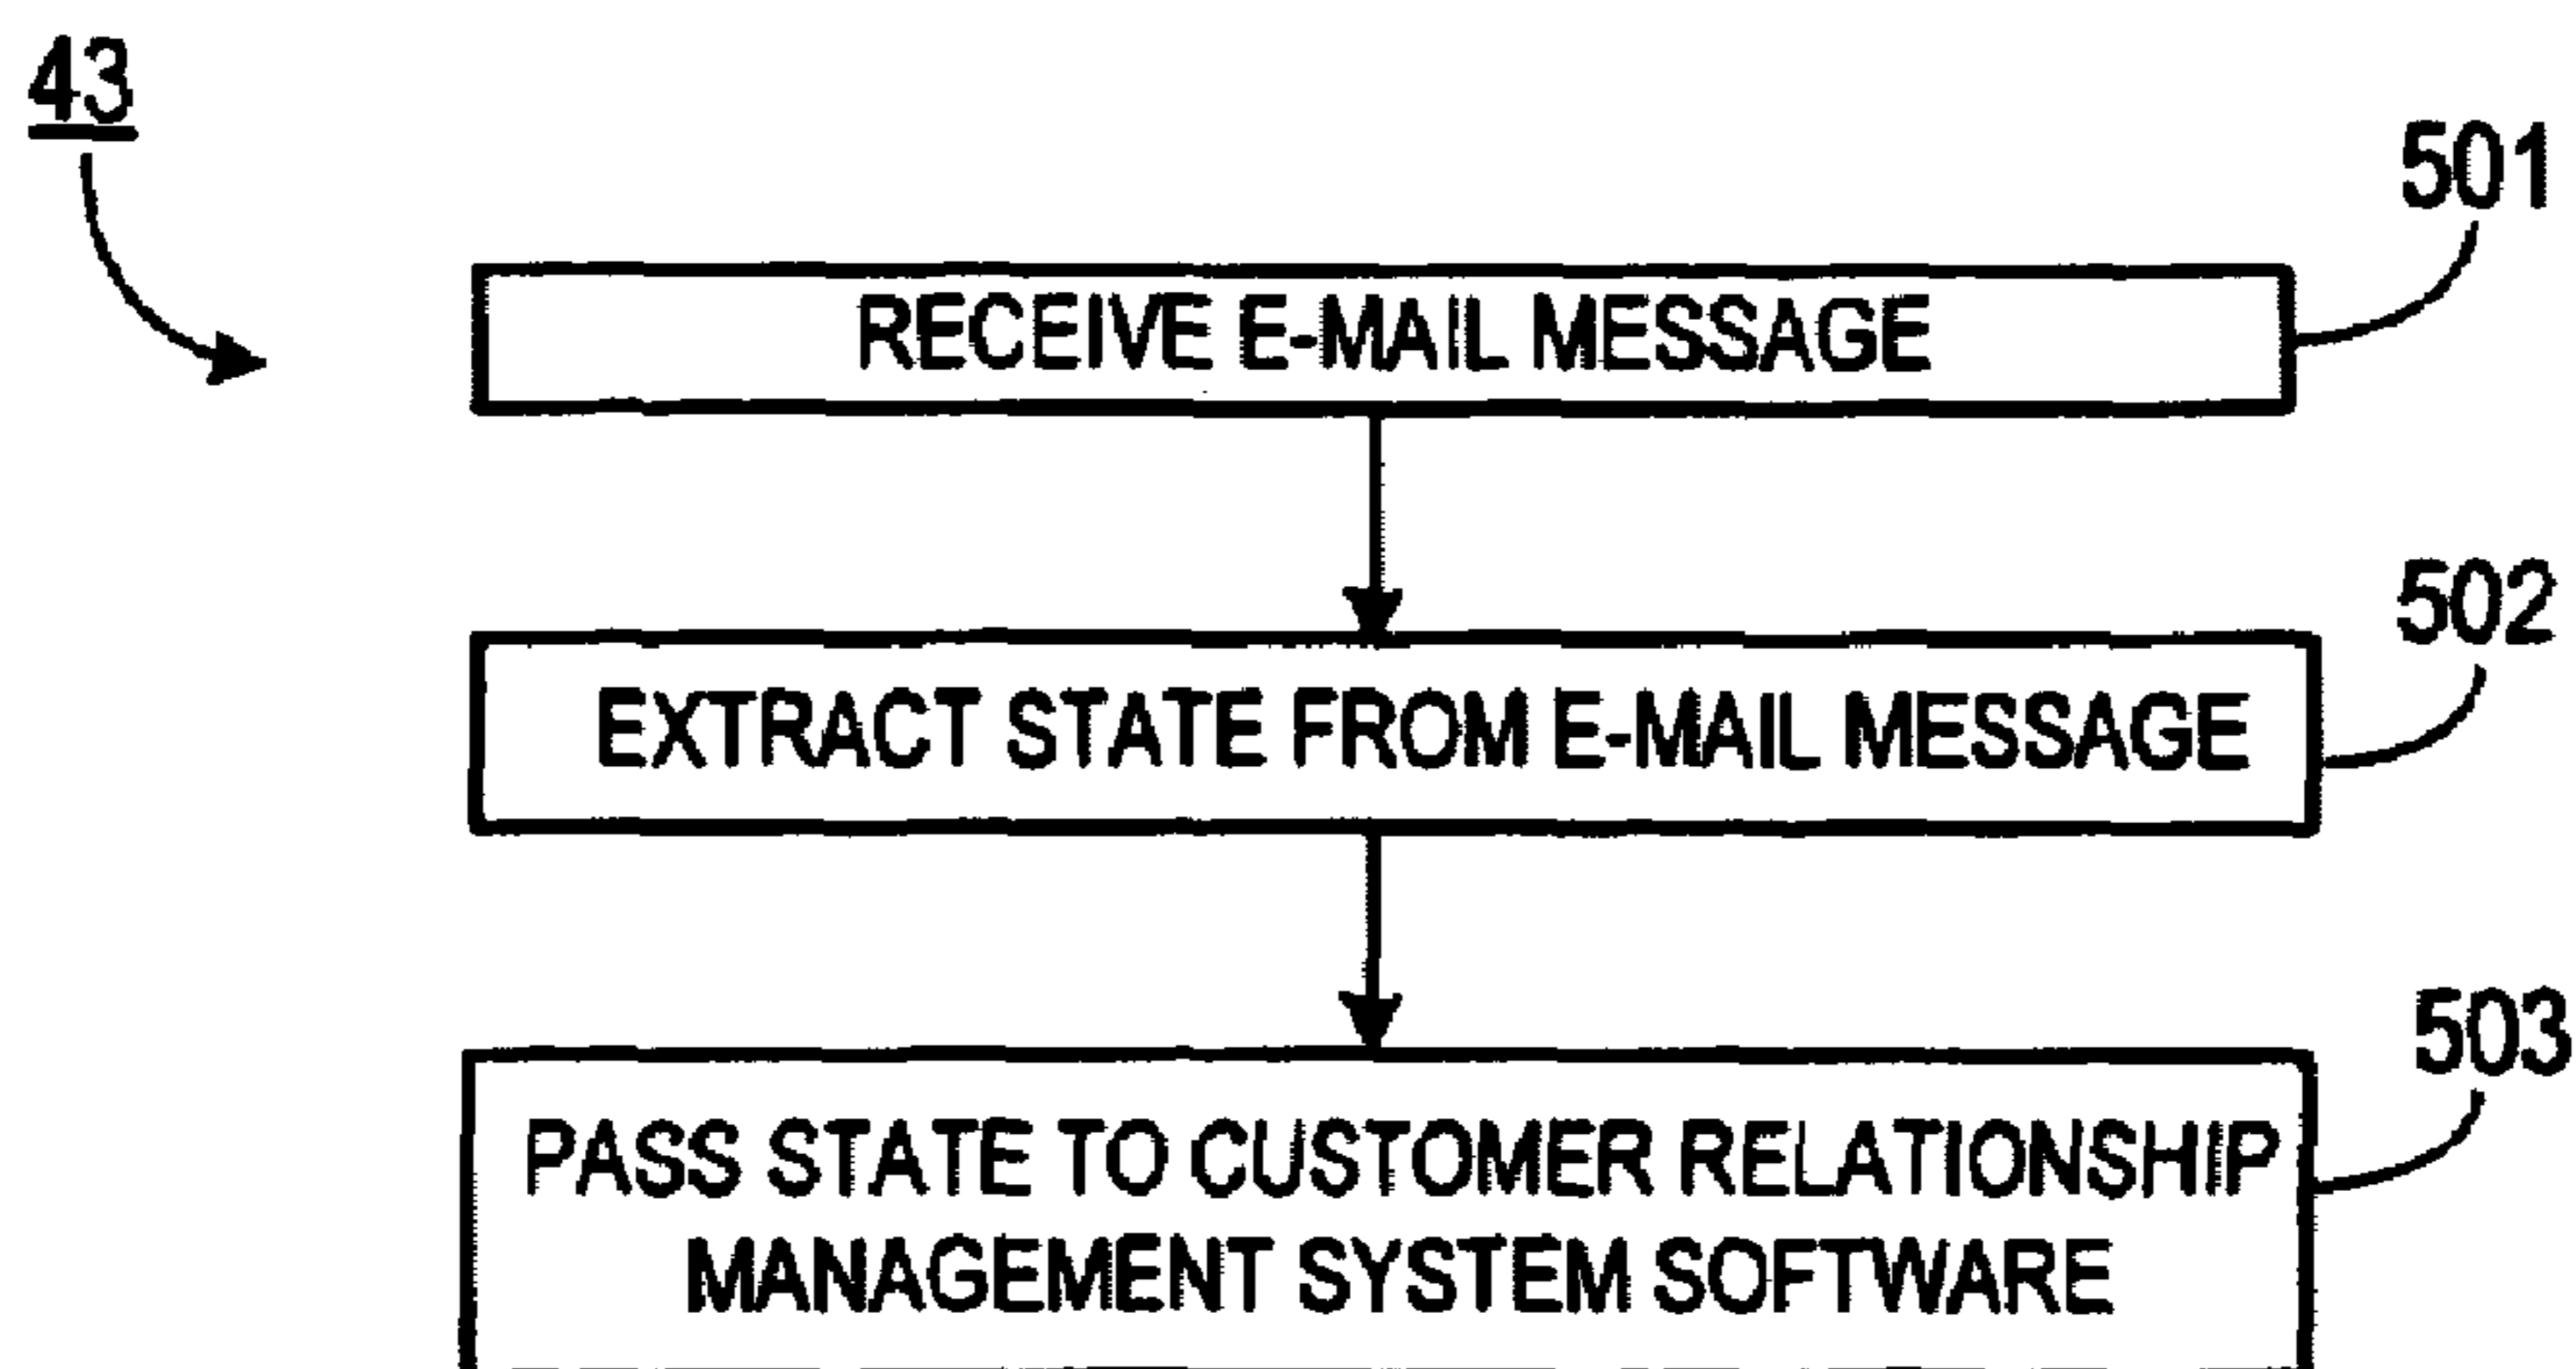 43
501
RECEIVE E-MAIL MESSAGE
502
EXTRACT STATE FROM E-MAIL MESSAGE
503
PASS STATE TO CUSTOMER RELATIONSHIP
MANAGEMENT SYSTEM SOFTWARE